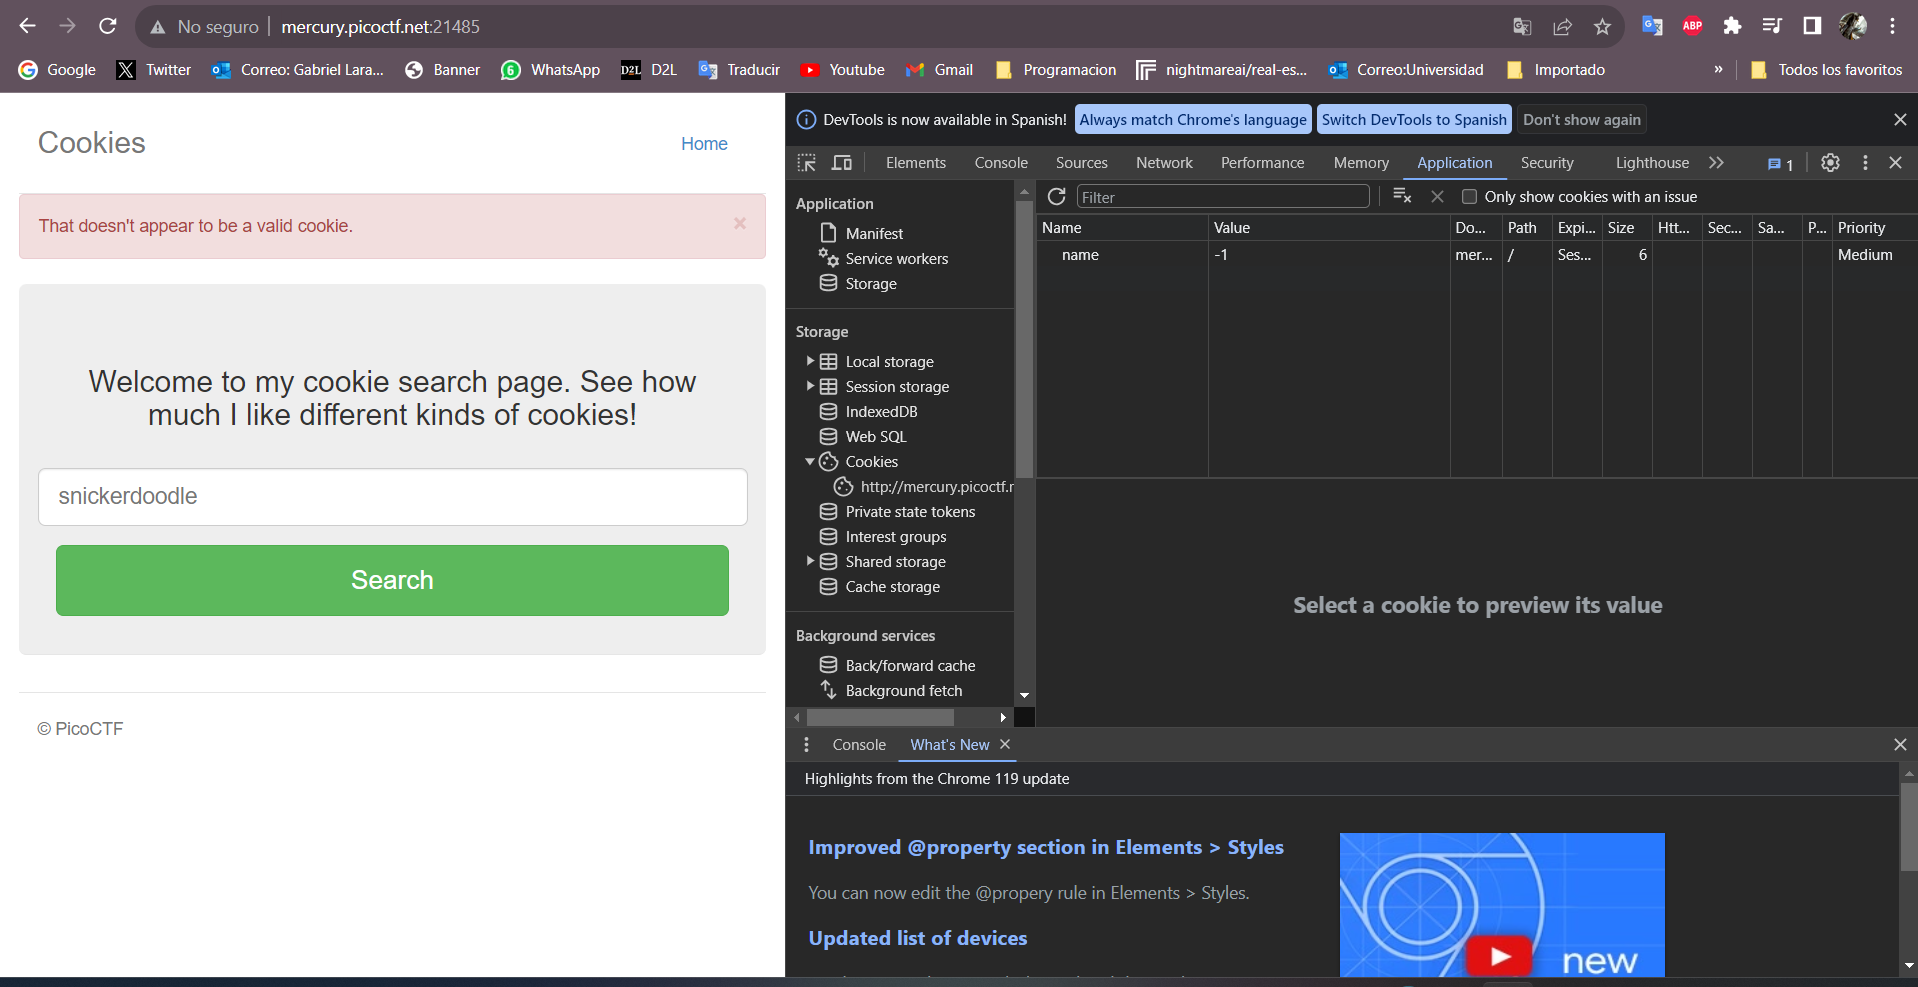 No seguro | mercury.picoctf.net:21485
Google Twitter Correo: Gabriel Lara... Banner WhatsApp D2L D2L Traducir Youtube Gmail Programacion nightmareai/real-es... Correo:Universidad Importado » Todos los favoritos
Cookies Home
That doesn't appear to be a valid cookie. ×
Welcome to my cookie search page. See how
much I like different kinds of cookies!
snickerdoodle
Search
© PicoCTF
DevTools is now available in Spanish! Always match Chrome's language Switch DevTools to Spanish Don't show again
Elements Console Sources Network Performance Memory Application Security Lighthouse 1
Application
Manifest
Service workers
Storage
Storage
Local storage
Session storage
IndexedDB
Web SQL
Cookies
http://mercury.picoctf.n
Private state tokens
Interest groups
Shared storage
Cache storage
Background services
Back/forward cache
Background fetch
Filter Only show cookies with an issue
Name Value Do... Path Expi... Size Htt... Sec... Sa... P... Priority
name -1 mer... / Ses... 6 Medium
Select a cookie to preview its value
Console What's New
Highlights from the Chrome 119 update
Improved @property section in Elements > Styles
You can now edit the @propery rule in Elements > Styles.
Updated list of devices
new